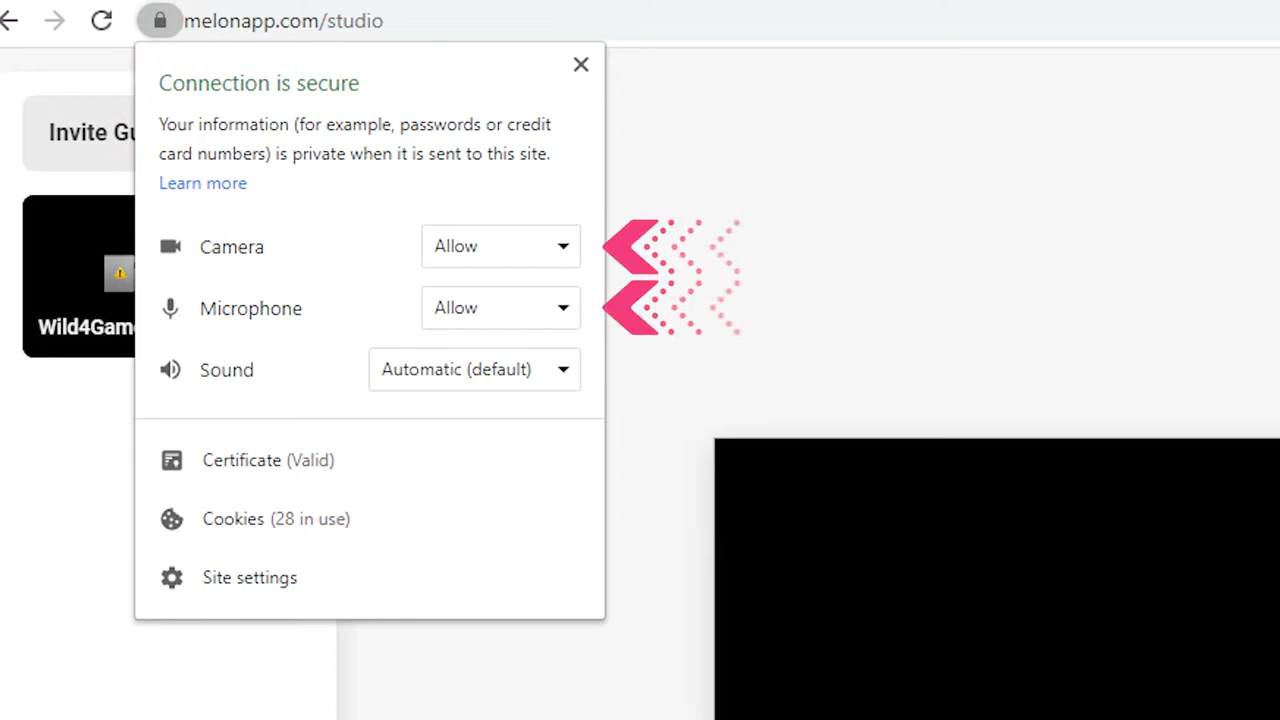 melonapp.com/studio
Connection is secure
Your information (for example, passwords or credit
card numbers) is private when it is sent to this site.
Learn more
Invite Gu
Wild4Game
Camera Allow
Microphone Allow
Sound Automatic (default)
Certificate (Valid)
Cookies (28 in use)
Site settings